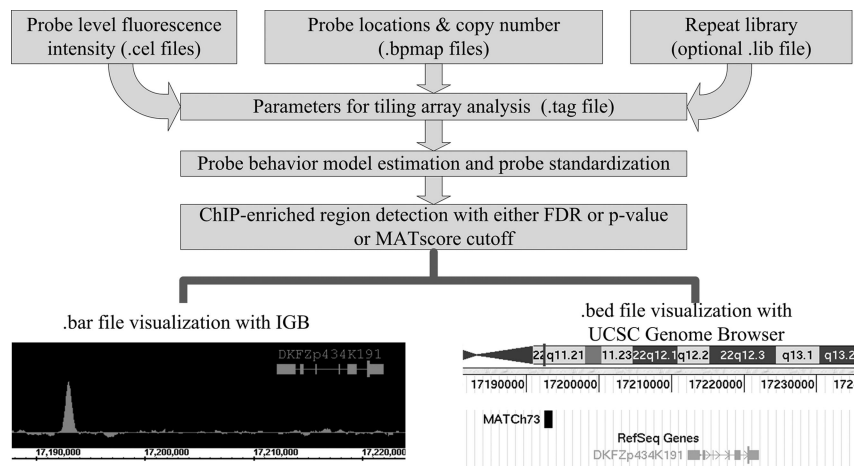 Probe level fluorescence
intensity (.cel files)
Probe locations & copy number
(.bpmap files)
Repeat library
(optional .lib file)
Parameters for tiling array analysis (.tag file)
Probe behavior model estimation and probe standardization
ChIP-enriched region detection with either FDR or p-value
or MATscore cutoff
.bar file visualization with IGB
DKFZp434K191
17,190,000 17,200,000 17,210,000 17,220,000
.bed file visualization with
UCSC Genome Browser
22q11.21 11.23 22q12.1 q12.2 22q12.3 q13.1 q13.2
17190000 17200000 17210000 17220000 17230000 172
MATCh73
RefSeq Genes
DKFZp434K191